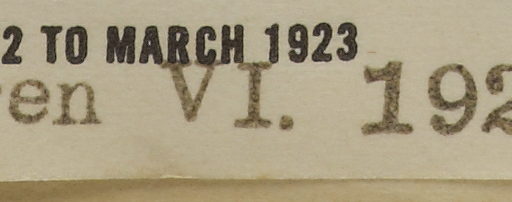 2 TO MARCH 1923
en VI. 192